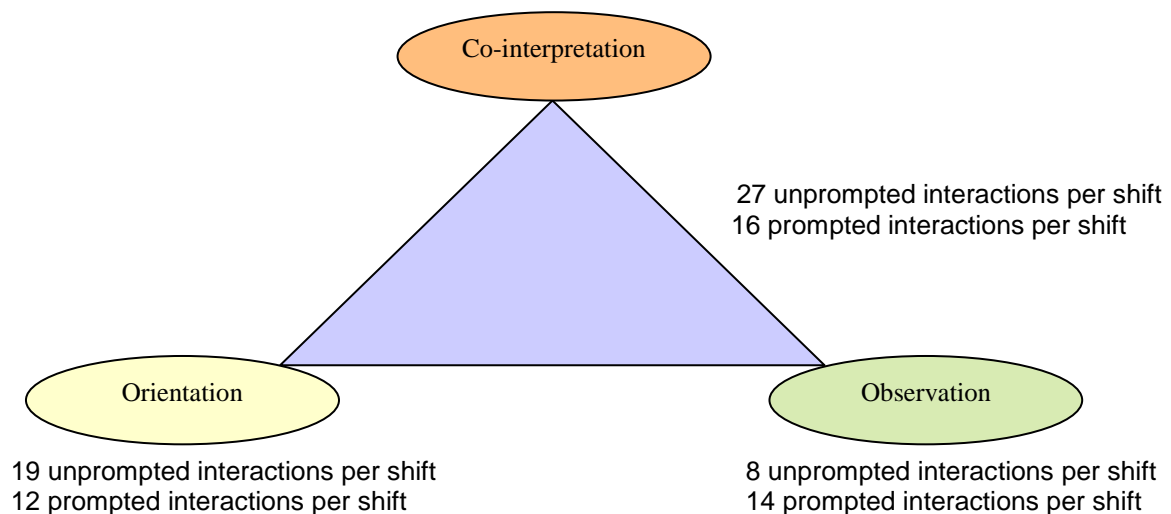 Co-interpretation
27 unprompted interactions per shift
16 prompted interactions per shift
Orientation
19 unprompted interactions per shift
12 prompted interactions per shift
Observation
8 unprompted interactions per shift
14 prompted interactions per shift